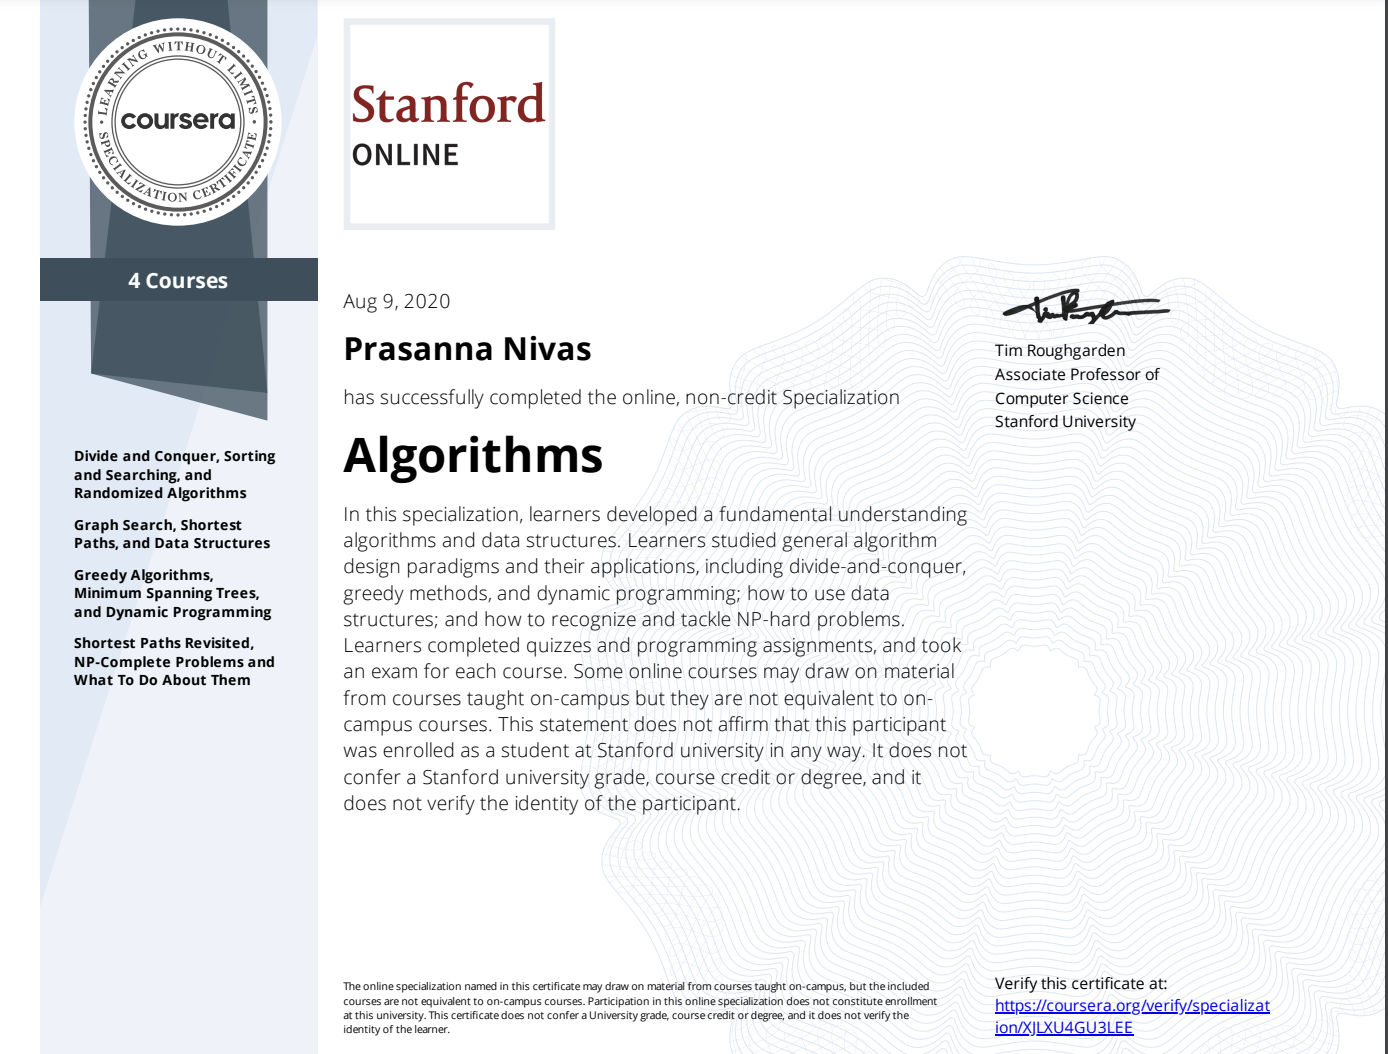 LEARNING WITHOUT LIMITS
coursera
SPECIALIZATION CERTIFICATE
4 Courses
Divide and Conquer, Sorting
and Searching, and
Randomized Algorithms
Graph Search, Shortest
Paths, and Data Structures
Greedy Algorithms,
Minimum Spanning Trees,
and Dynamic Programming
Shortest Paths Revisited,
NP-Complete Problems and
What To Do About Them
Stanford
ONLINE
Aug 9, 2020
Prasanna Nivas
has successfully completed the online, non-credit Specialization
Algorithms
In this specialization, learners developed a fundamental understanding
algorithms and data structures. Learners studied general algorithm
design paradigms and their applications, including divide-and-conquer,
greedy methods, and dynamic programming; how to use data
structures; and how to recognize and tackle NP-hard problems.
Learners completed quizzes and programming assignments, and took
an exam for each course. Some online courses may draw on material
from courses taught on-campus but they are not equivalent to on-
campus courses. This statement does not affirm that this participant
was enrolled as a student at Stanford university in any way. It does not
confer a Stanford university grade, course credit or degree, and it
does not verify the identity of the participant.
Tim Roughgarden
Associate Professor of
Computer Science
Stanford University
The online specialization named in this certificate may draw on material from courses taught on-campus, but the included
courses are not equivalent to on-campus courses. Participation in this online specialization does not constitute enrollment
at this university. This certificate does not confer a University grade, course credit or degree, and it does not verify the
identity of the learner.
Verify this certificate at:
https://coursera.org/verify/specializat
ion/XJLXU4GU3LEE